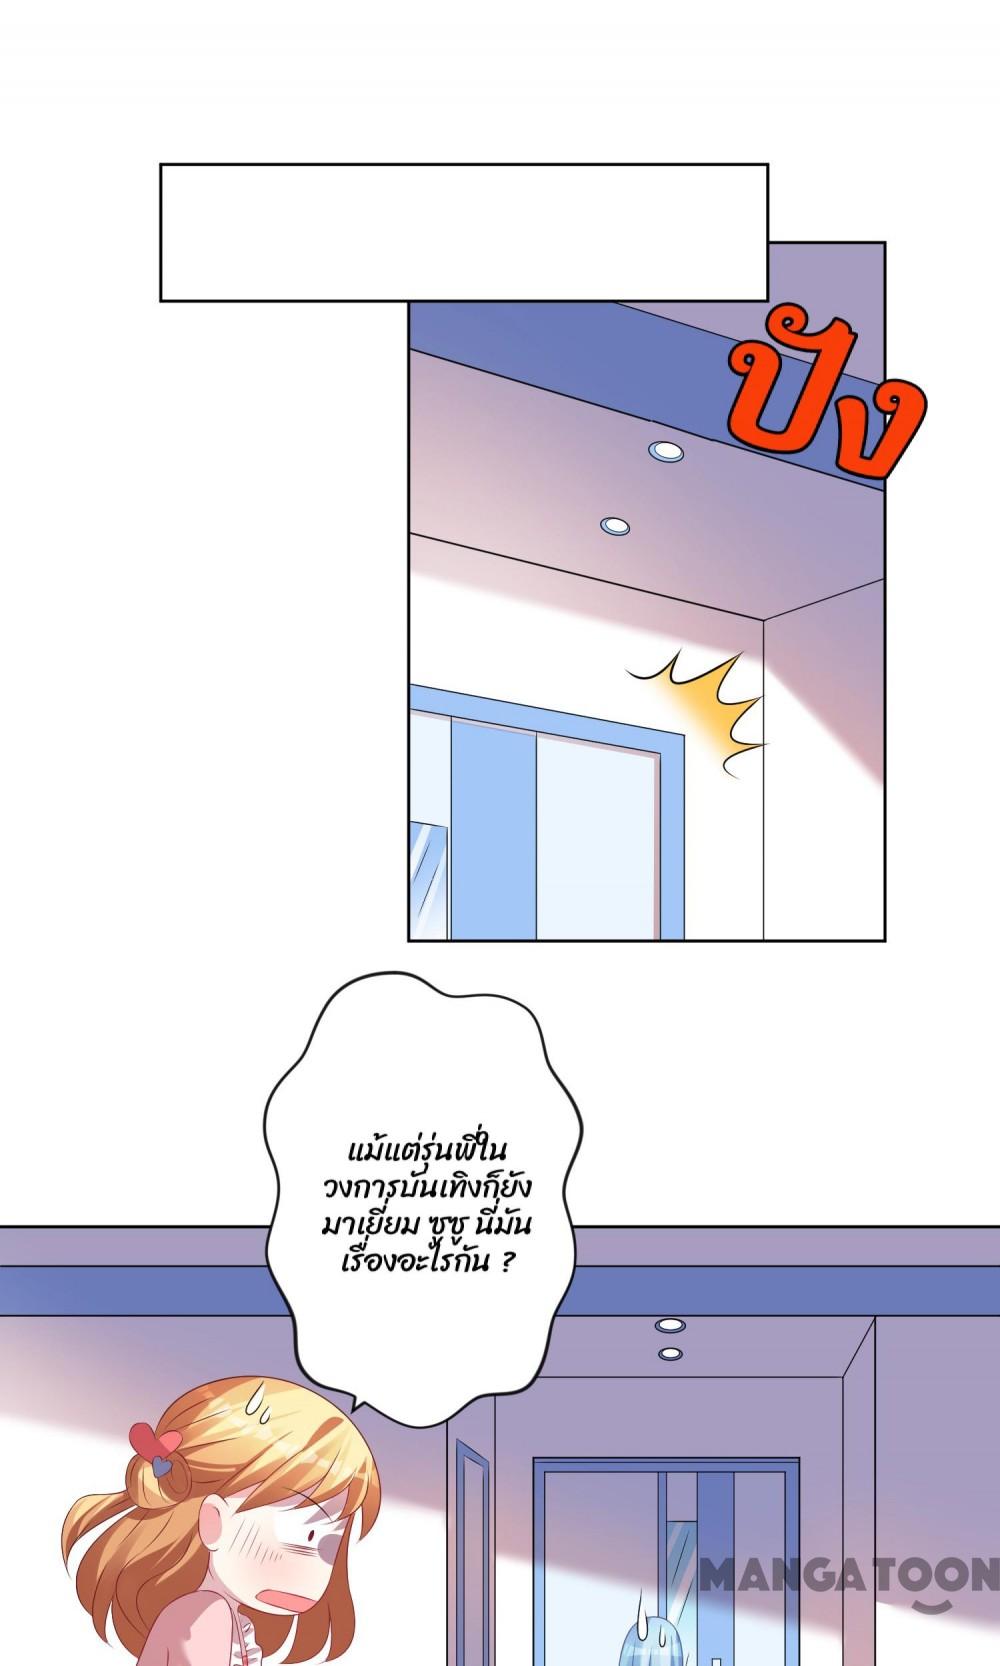 ปัง
แม้แต่รุ่นพี่ใน
วงการบันเทิงก็ยัง
มาเยี่ยม ซูซู นี่มัน
เรื่องอะไรกัน ?
MANGATOON